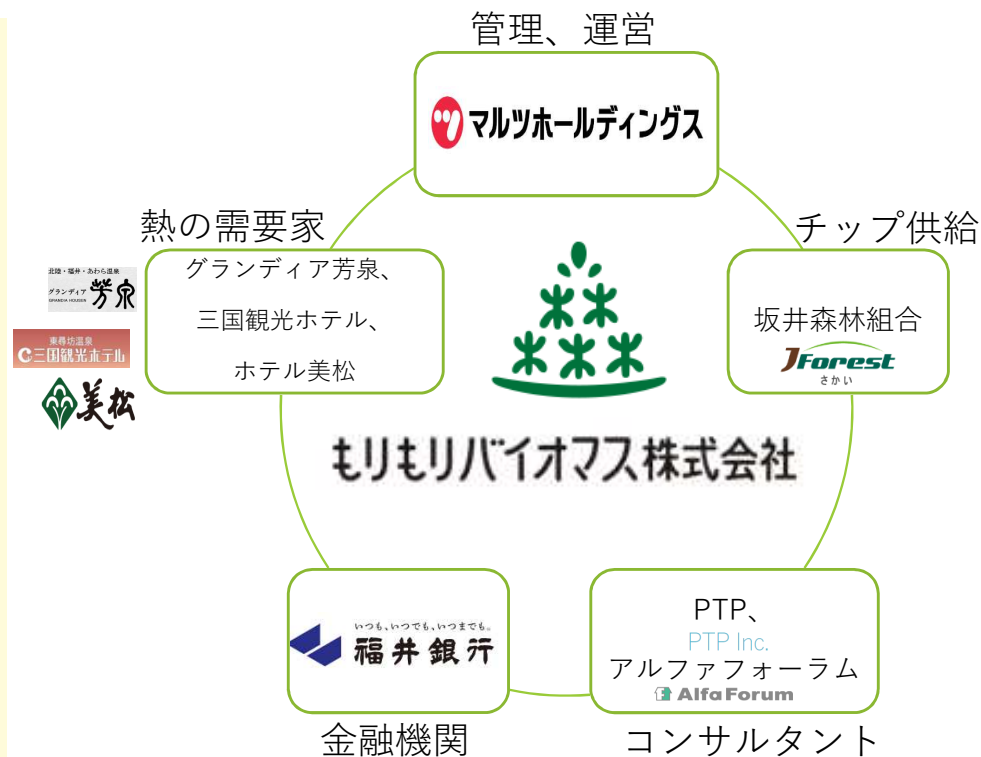 管理、運営
マルツホールディングス
熱の需要家
グランディア芳泉、
三国観光ホテル、
ホテル美松
北陸・福井・あわら温泉
グランディア 芳泉
GRANDIA HOUSEN
東尋坊温泉
三国観光ホテル
美松
チップ供給
坂井森林組合
JForest
さかい
もりもりバイオマス株式会社
いつも、いつでも、いつまでも。
福井銀行
金融機関
PTP、
PTP Inc.
アルファフォーラム
Alfa Forum
コンサルタント